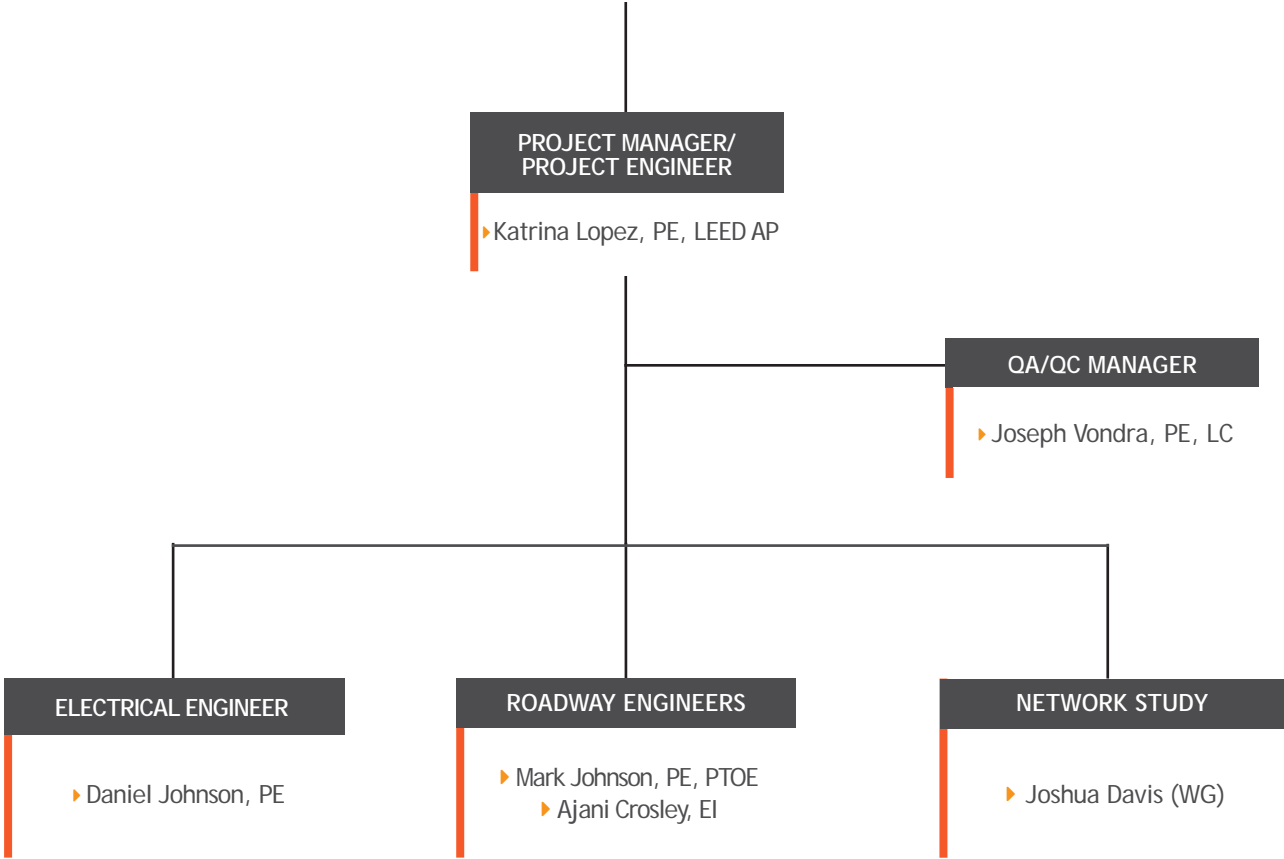 PROJECT MANAGER/
PROJECT ENGINEER
Katrina Lopez, PE, LEED AP
QA/QC MANAGER
Joseph Vondra, PE, LC
ELECTRICAL ENGINEER
Daniel Johnson, PE
ROADWAY ENGINEERS
Mark Johnson, PE, PTOE
Ajani Crosley, EI
NETWORK STUDY
Joshua Davis (WG)